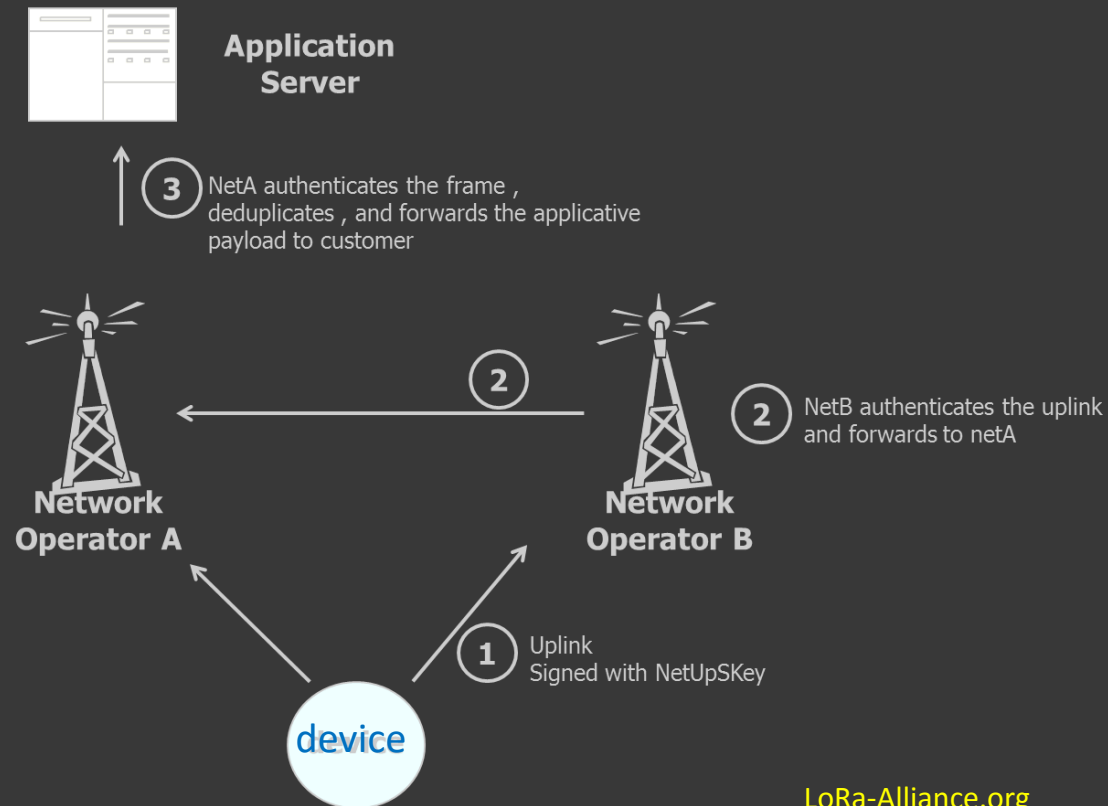 Application
Server
3
NetA authenticates the frame ,
deduplicates , and forwards the applicative
payload to customer
2
2
NetB authenticates the uplink
and forwards to netA
Network
Operator A
Network
Operator B
1
Uplink
Signed with NetUpSKey
device
LoRa-Alliance.org